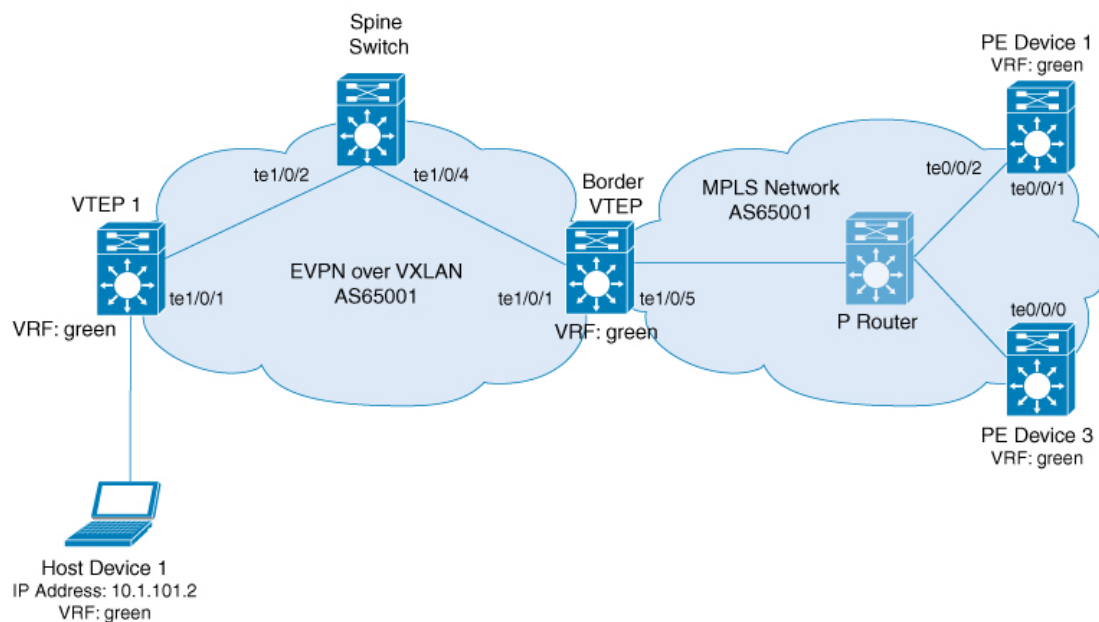 Spine
Switch
PE Device 1
VRF: green
te1/0/2
te1/0/4
VTEP 1
Border
VTEP
MPLS Network
AS65001
te0/0/2
te0/0/1
EVPN over VXLAN
AS65001
te1/0/1
VRF: green
te1/0/1
te1/0/5
VRF: green
P Router
te0/0/0
PE Device 3
VRF: green
Host Device 1
IP Address: 10.1.101.2
VRF: green